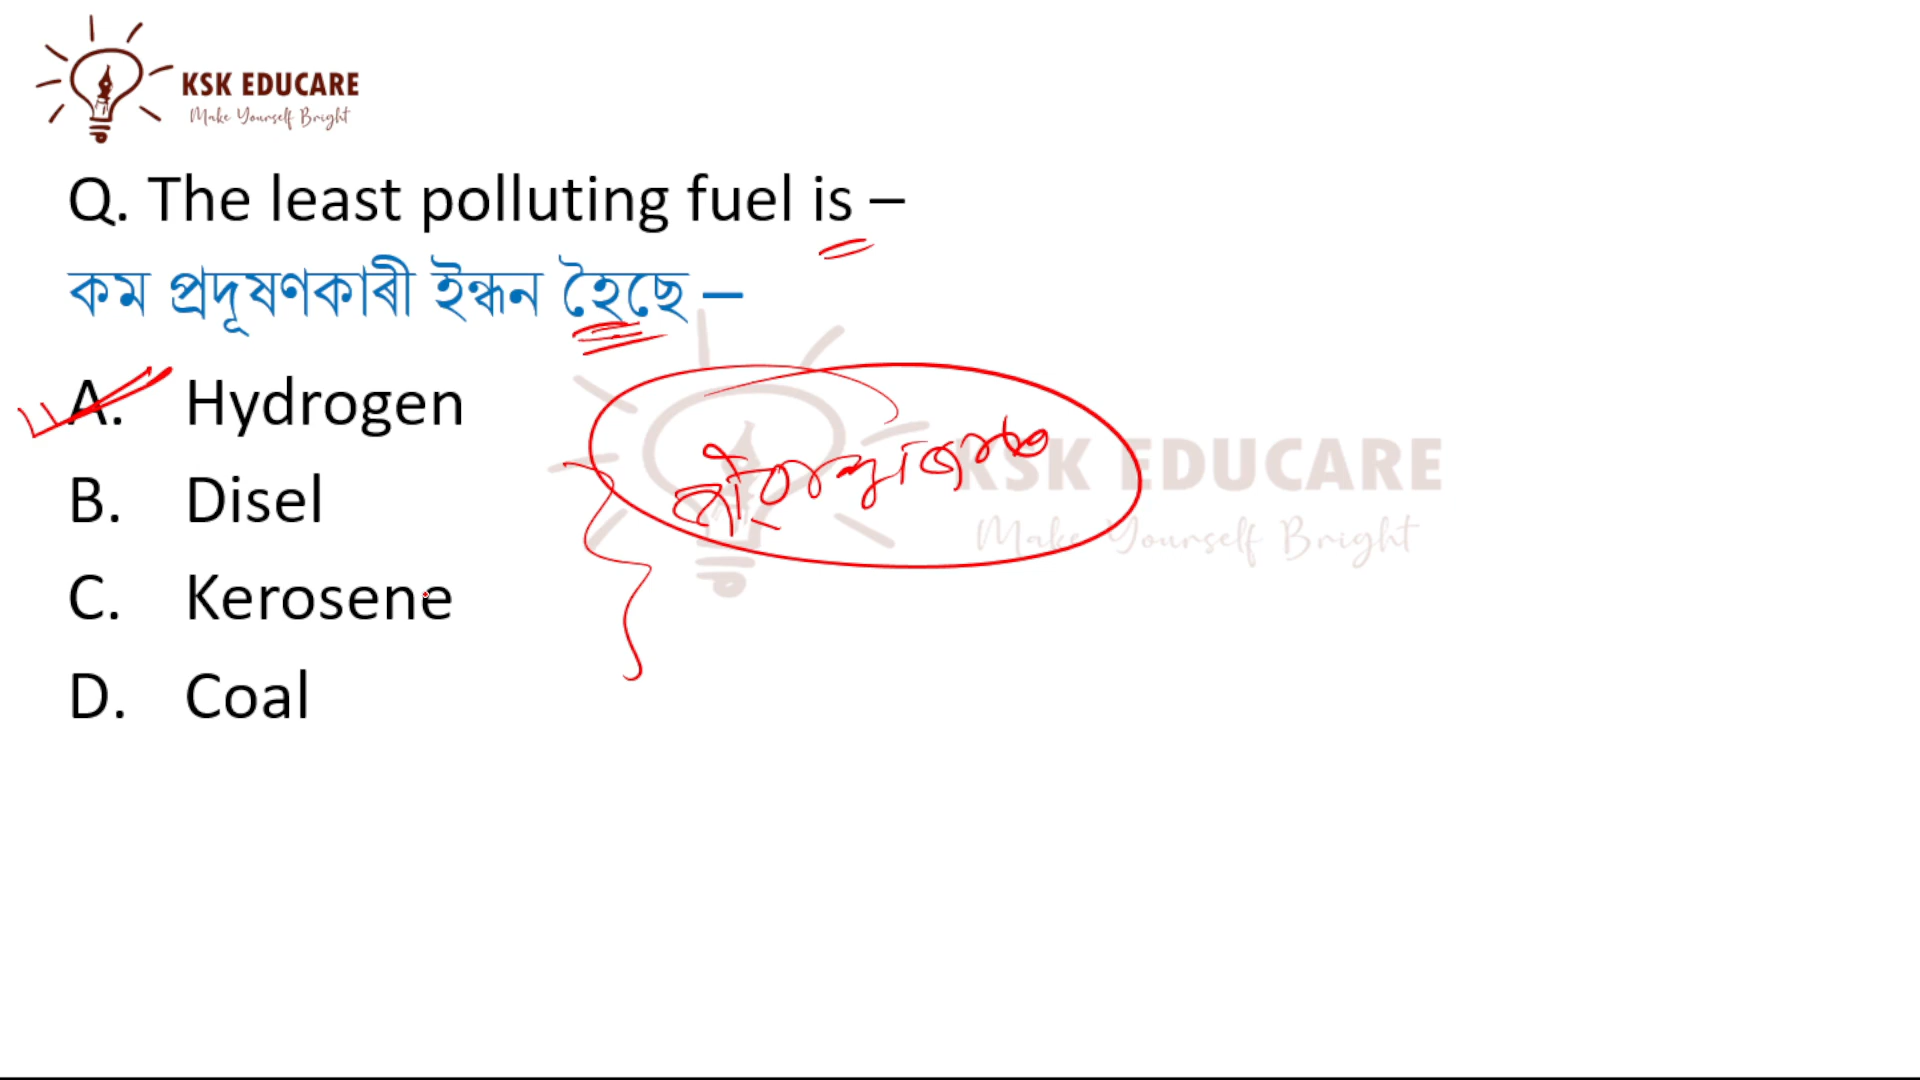 KSK EDUCARE
Make Yourself Bright
Q. The least polluting fuel is –
কম প্ৰদূষণকাৰী ইন্ধন হৈছে –
A. Hydrogen
B. Disel
C. Kerosene
D. Coal
KSK EDUCARE
Make Yourself Bright